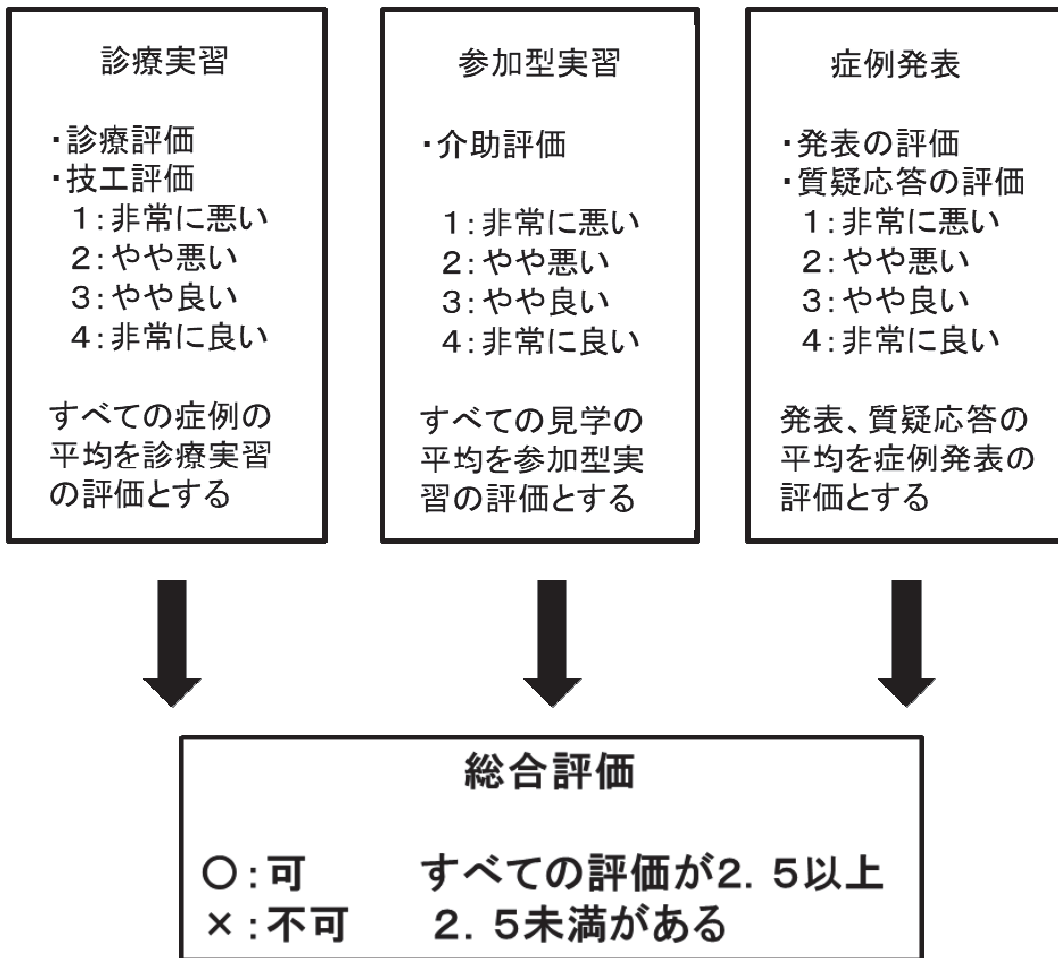 診療実習
・診療評価
・技工評価
1:非常に悪い
2:やや悪い
3:やや良い
4:非常に良い
すべての症例の
平均を診療実習
の評価とする
参加型実習
・介助評価
1:非常に悪い
2:やや悪い
3:やや良い
4:非常に良い
すべての見学の
平均を参加型実
習の評価とする
症例発表
・発表の評価
・質疑応答の評価
1:非常に悪い
2:やや悪い
3:やや良い
4:非常に良い
発表、質疑応答の
平均を症例発表の
評価とする
総合評価
○:可 すべての評価が2.5以上
×:不可 2.5未満がある